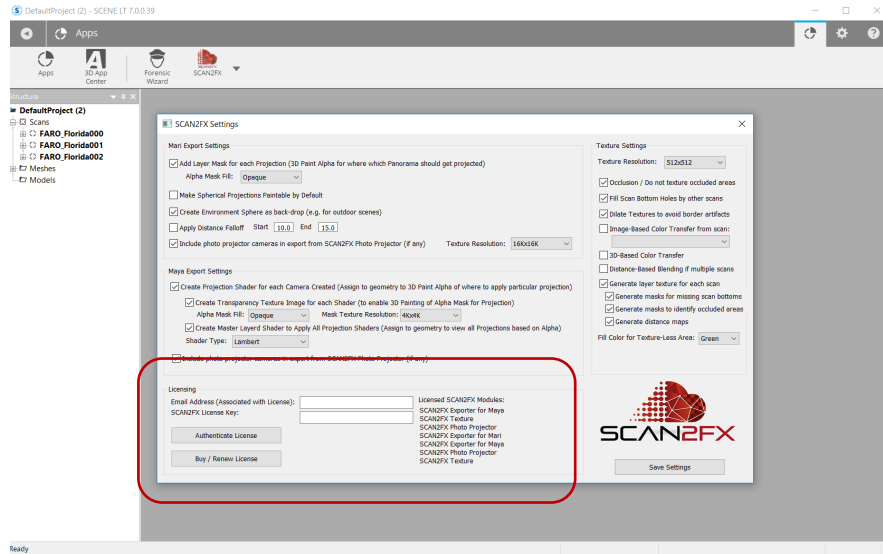 DefaultProject (2) - SCENE LT 7.0.0.39
Apps
Apps
3D App Center
Forensic Wizard
SCAN2FX
Structure
DefaultProject (2)
Scans
FARO_Florida000
FARO_Florida001
FARO_Florida002
Meshes
Models
SCAN2FX Settings
Mari Export Settings
Add Layer Mask for each Projection (3D Paint Alpha for where which Panorama should get projected)
Alpha Mask Fill: Opaque
Make Spherical Projections Paintable by Default
Create Environment Sphere as back-drop (e.g. for outdoor scenes)
Apply Distance Falloff Start 10.0 End 15.0
Include photo projector cameras in export from SCAN2FX Photo Projector (if any) Texture Resolution: 16Kx16K
Maya Export Settings
Create Projection Shader for each Camera Created (Assign to geometry to 3D Paint Alpha of where to apply particular projection)
Create Transparency Texture Image for each Shader (to enable 3D Painting of Alpha Mask for Projection)
Alpha Mask Fill: Opaque Mask Texture Resolution: 4Kx4K
Create Master Layerd Shader to Apply All Projection Shaders (Assign to geometry to view all Projections based on Alpha)
Shader Type: Lambert
Include photo projector cameras in export from SCAN2FX Photo Projector (if any)
Licensing
Email Address (Associated with License):
SCAN2FX License Key:
Authenticate License
Buy / Renew License
Licensed SCAN2FX Modules:
SCAN2FX Exporter for Maya
SCAN2FX Texture
SCAN2FX Photo Projector
SCAN2FX Exporter for Mari
SCAN2FX Exporter for Maya
SCAN2FX Photo Projector
SCAN2FX Texture
Texture Settings
Texture Resolution: 512x512
Occlusion / Do not texture occluded areas
Fill Scan Bottom Holes by other scans
Dilate Textures to avoid border artifacts
Image-Based Color Transfer from scan:
3D-Based Color Transfer
Distance-Based Blending if multiple scans
Generate layer texture for each scan
Generate masks for missing scan bottoms
Generate masks to identify occluded areas
Generate distance maps
Fill Color for Texture-Less Area: Green
SCAN2FX
Save Settings
Ready